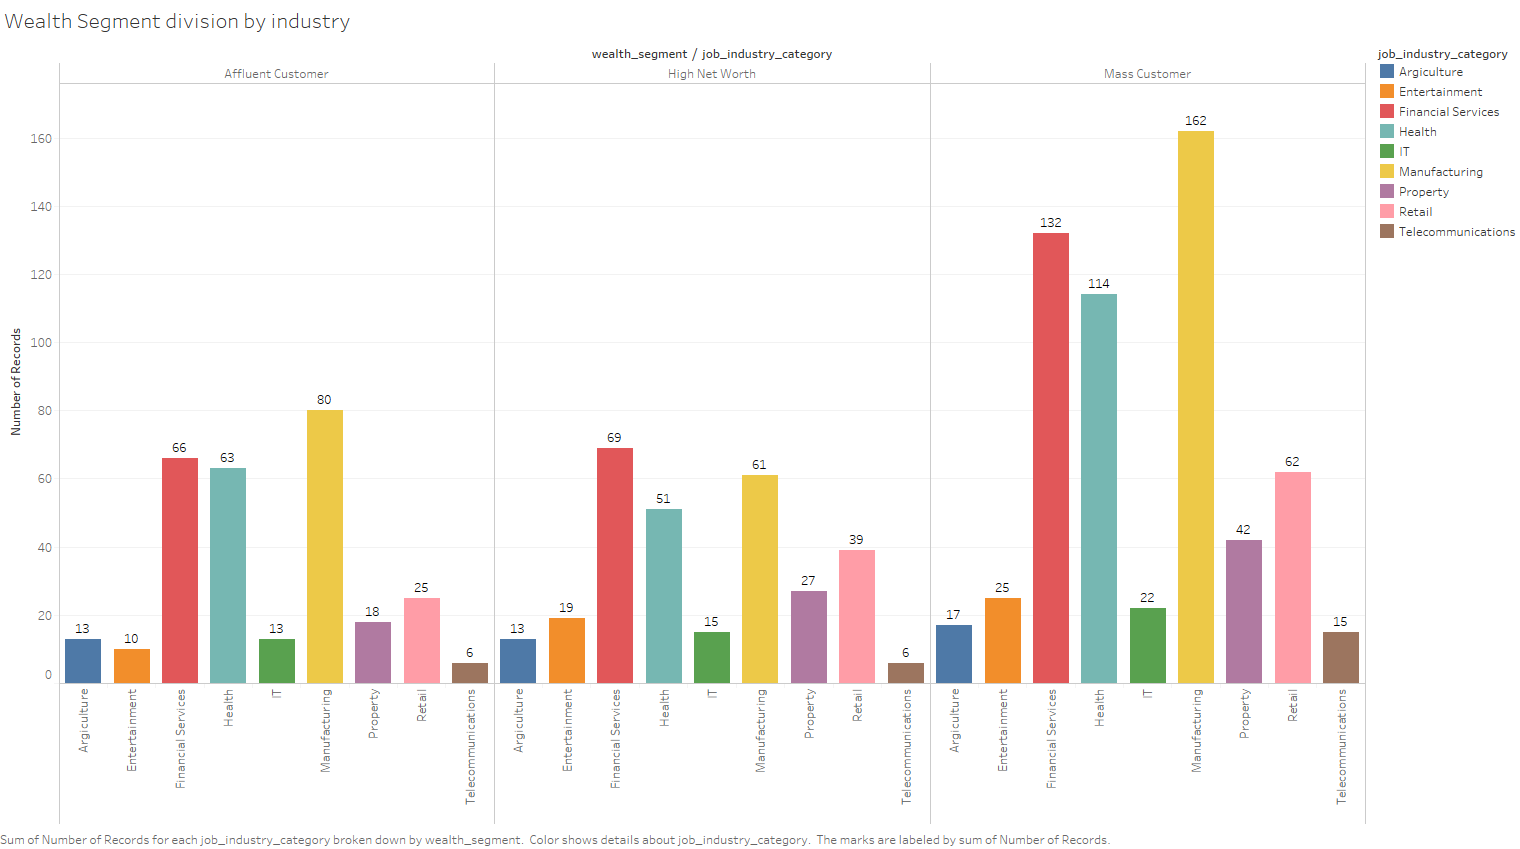 Wealth Segment division by industry
wealth_segment / job_industry_category
Affluent Customer
High Net Worth
Mass Customer
Number of Records
160
140
120
100
80
60
40
20
0
13
10
66
63
13
80
18
25
6
13
19
69
51
15
61
27
39
6
17
25
132
114
22
162
42
62
15
Argiculture
Entertainment
Financial Services
Health
IT
Manufacturing
Property
Retail
Telecommunications
Argiculture
Entertainment
Financial Services
Health
IT
Manufacturing
Property
Retail
Telecommunications
Argiculture
Entertainment
Financial Services
Health
IT
Manufacturing
Property
Retail
Telecommunications
job_industry_category
Argiculture
Entertainment
Financial Services
Health
IT
Manufacturing
Property
Retail
Telecommunications
Sum of Number of Records for each job_industry_category broken down by wealth_segment.  Color shows details about job_industry_category.  The marks are labeled by sum of Number of Records.